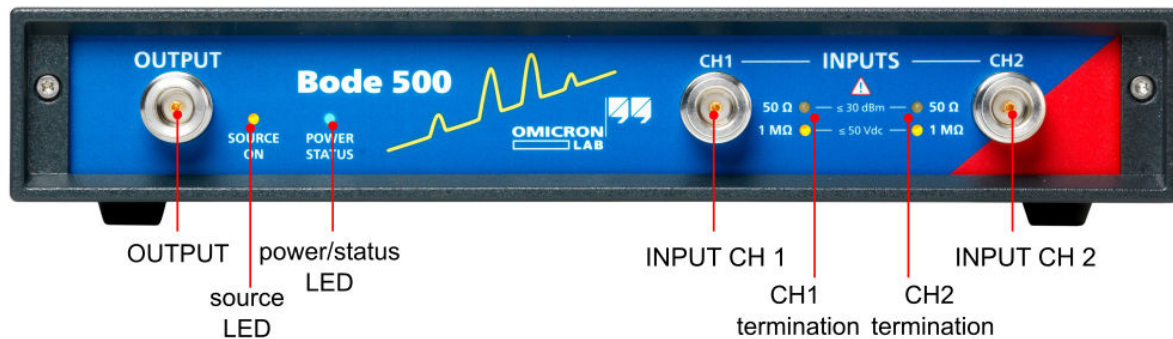 OUTPUT
Bode 500
SOURCE
ON
POWER
STATUS
OMICRON
LAB
CH1
INPUTS
CH2
50 Ω
≤ 30 dBm
50 Ω
1 MΩ
≤ 50 Vdc
1 MΩ
OUTPUT
source
LED
power/status
LED
INPUT CH 1
CH1
termination
CH2
termination
INPUT CH 2